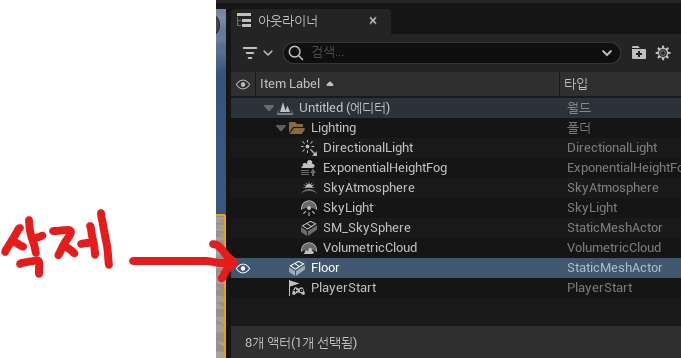 아웃라이너
검색...
Item Label 타입
Untitled (에디터) 월드
Lighting 폴더
DirectionalLight DirectionalLight
ExponentialHeightFog ExponentialHeightFo
SkyAtmosphere SkyAtmosphere
SkyLight SkyLight
SM_SkySphere StaticMeshActor
VolumetricCloud VolumetricCloud
삭제 Floor StaticMeshActor
PlayerStart PlayerStart
8개 액터(1개 선택됨)